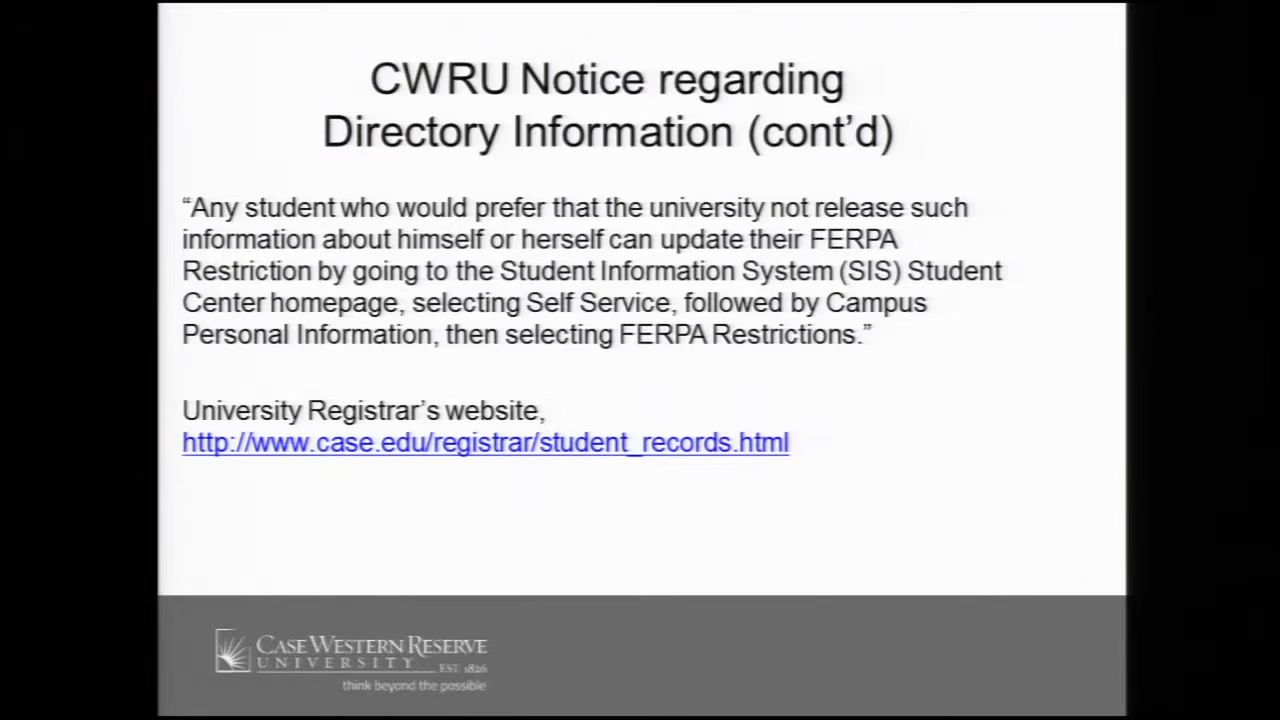 CWRU Notice regarding
Directory Information (cont’d)
“Any student who would prefer that the university not release such
information about himself or herself can update their FERPA
Restriction by going to the Student Information System (SIS) Student
Center homepage, selecting Self Service, followed by Campus
Personal Information, then selecting FERPA Restrictions.”
University Registrar’s website,
http://www.case.edu/registrar/student_records.html
CASE WESTERN RESERVE
UNIVERSITY EST. 1826
think beyond the possible